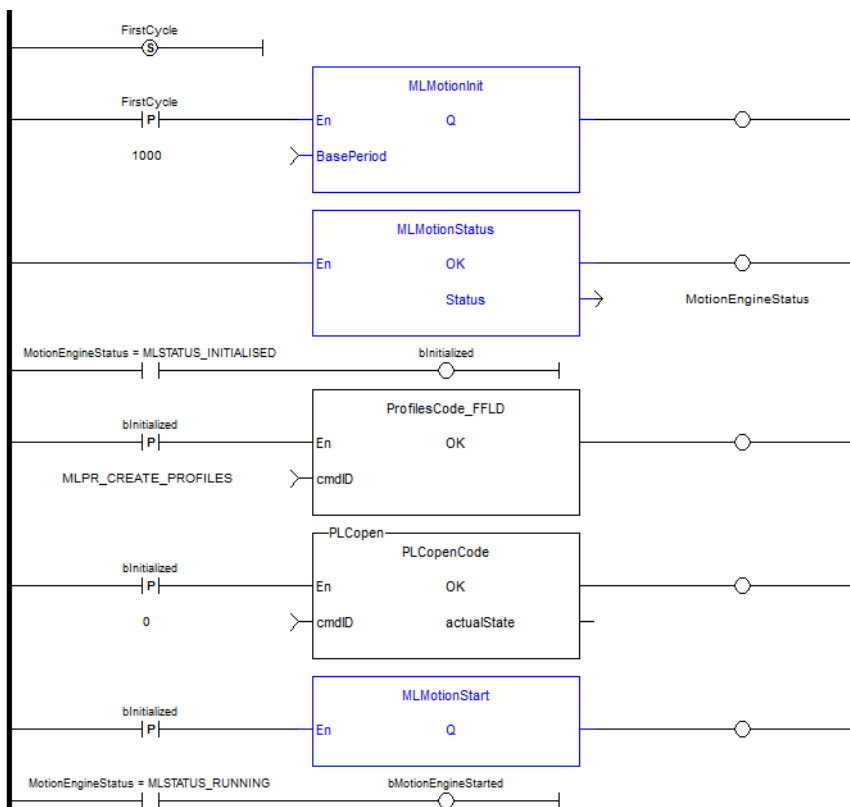 FirstCycle
S
FirstCycle
P
MLMotionInit
En Q
1000
BasePeriod
MLMotionStatus
En OK
Status
MotionEngineStatus
MotionEngineStatus = MLSTATUS_INITIALISED
bInitialized
bInitialized
P
ProfilesCode_FFLD
En OK
MLPR_CREATE_PROFILES
cmdID
PLCopen
bInitialized
P
PLCopenCode
En OK
0
cmdID actualState
bInitialized
P
MLMotionStart
En Q
MotionEngineStatus = MLSTATUS_RUNNING
bMotionEngineStarted